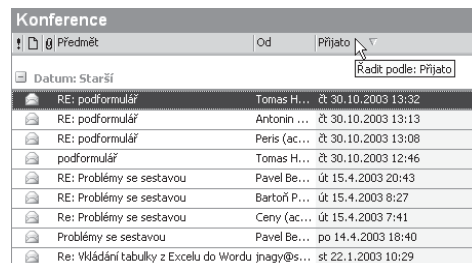 Konference
! Předmět Od Přijato
Řadit podle: Přijato
Datum: Starší
RE: podformulář Tomas H... čt 30.10.2003 13:32
RE: podformulář Antonin ... čt 30.10.2003 13:13
RE: podformulář Peris (ac... čt 30.10.2003 13:08
podformulář Tomas H... čt 30.10.2003 12:46
RE: Problémy se sestavou Pavel Be... út 15.4.2003 20:43
RE: Problémy se sestavou Bartoň P... út 15.4.2003 8:27
Re: Problémy se sestavou Ceny (ac... út 15.4.2003 7:41
Problémy se sestavou Pavel Be... po 14.4.2003 18:40
Re: Vkládání tabulky z Excelu do Wordu jnagy@s... st 22.1.2003 10:29